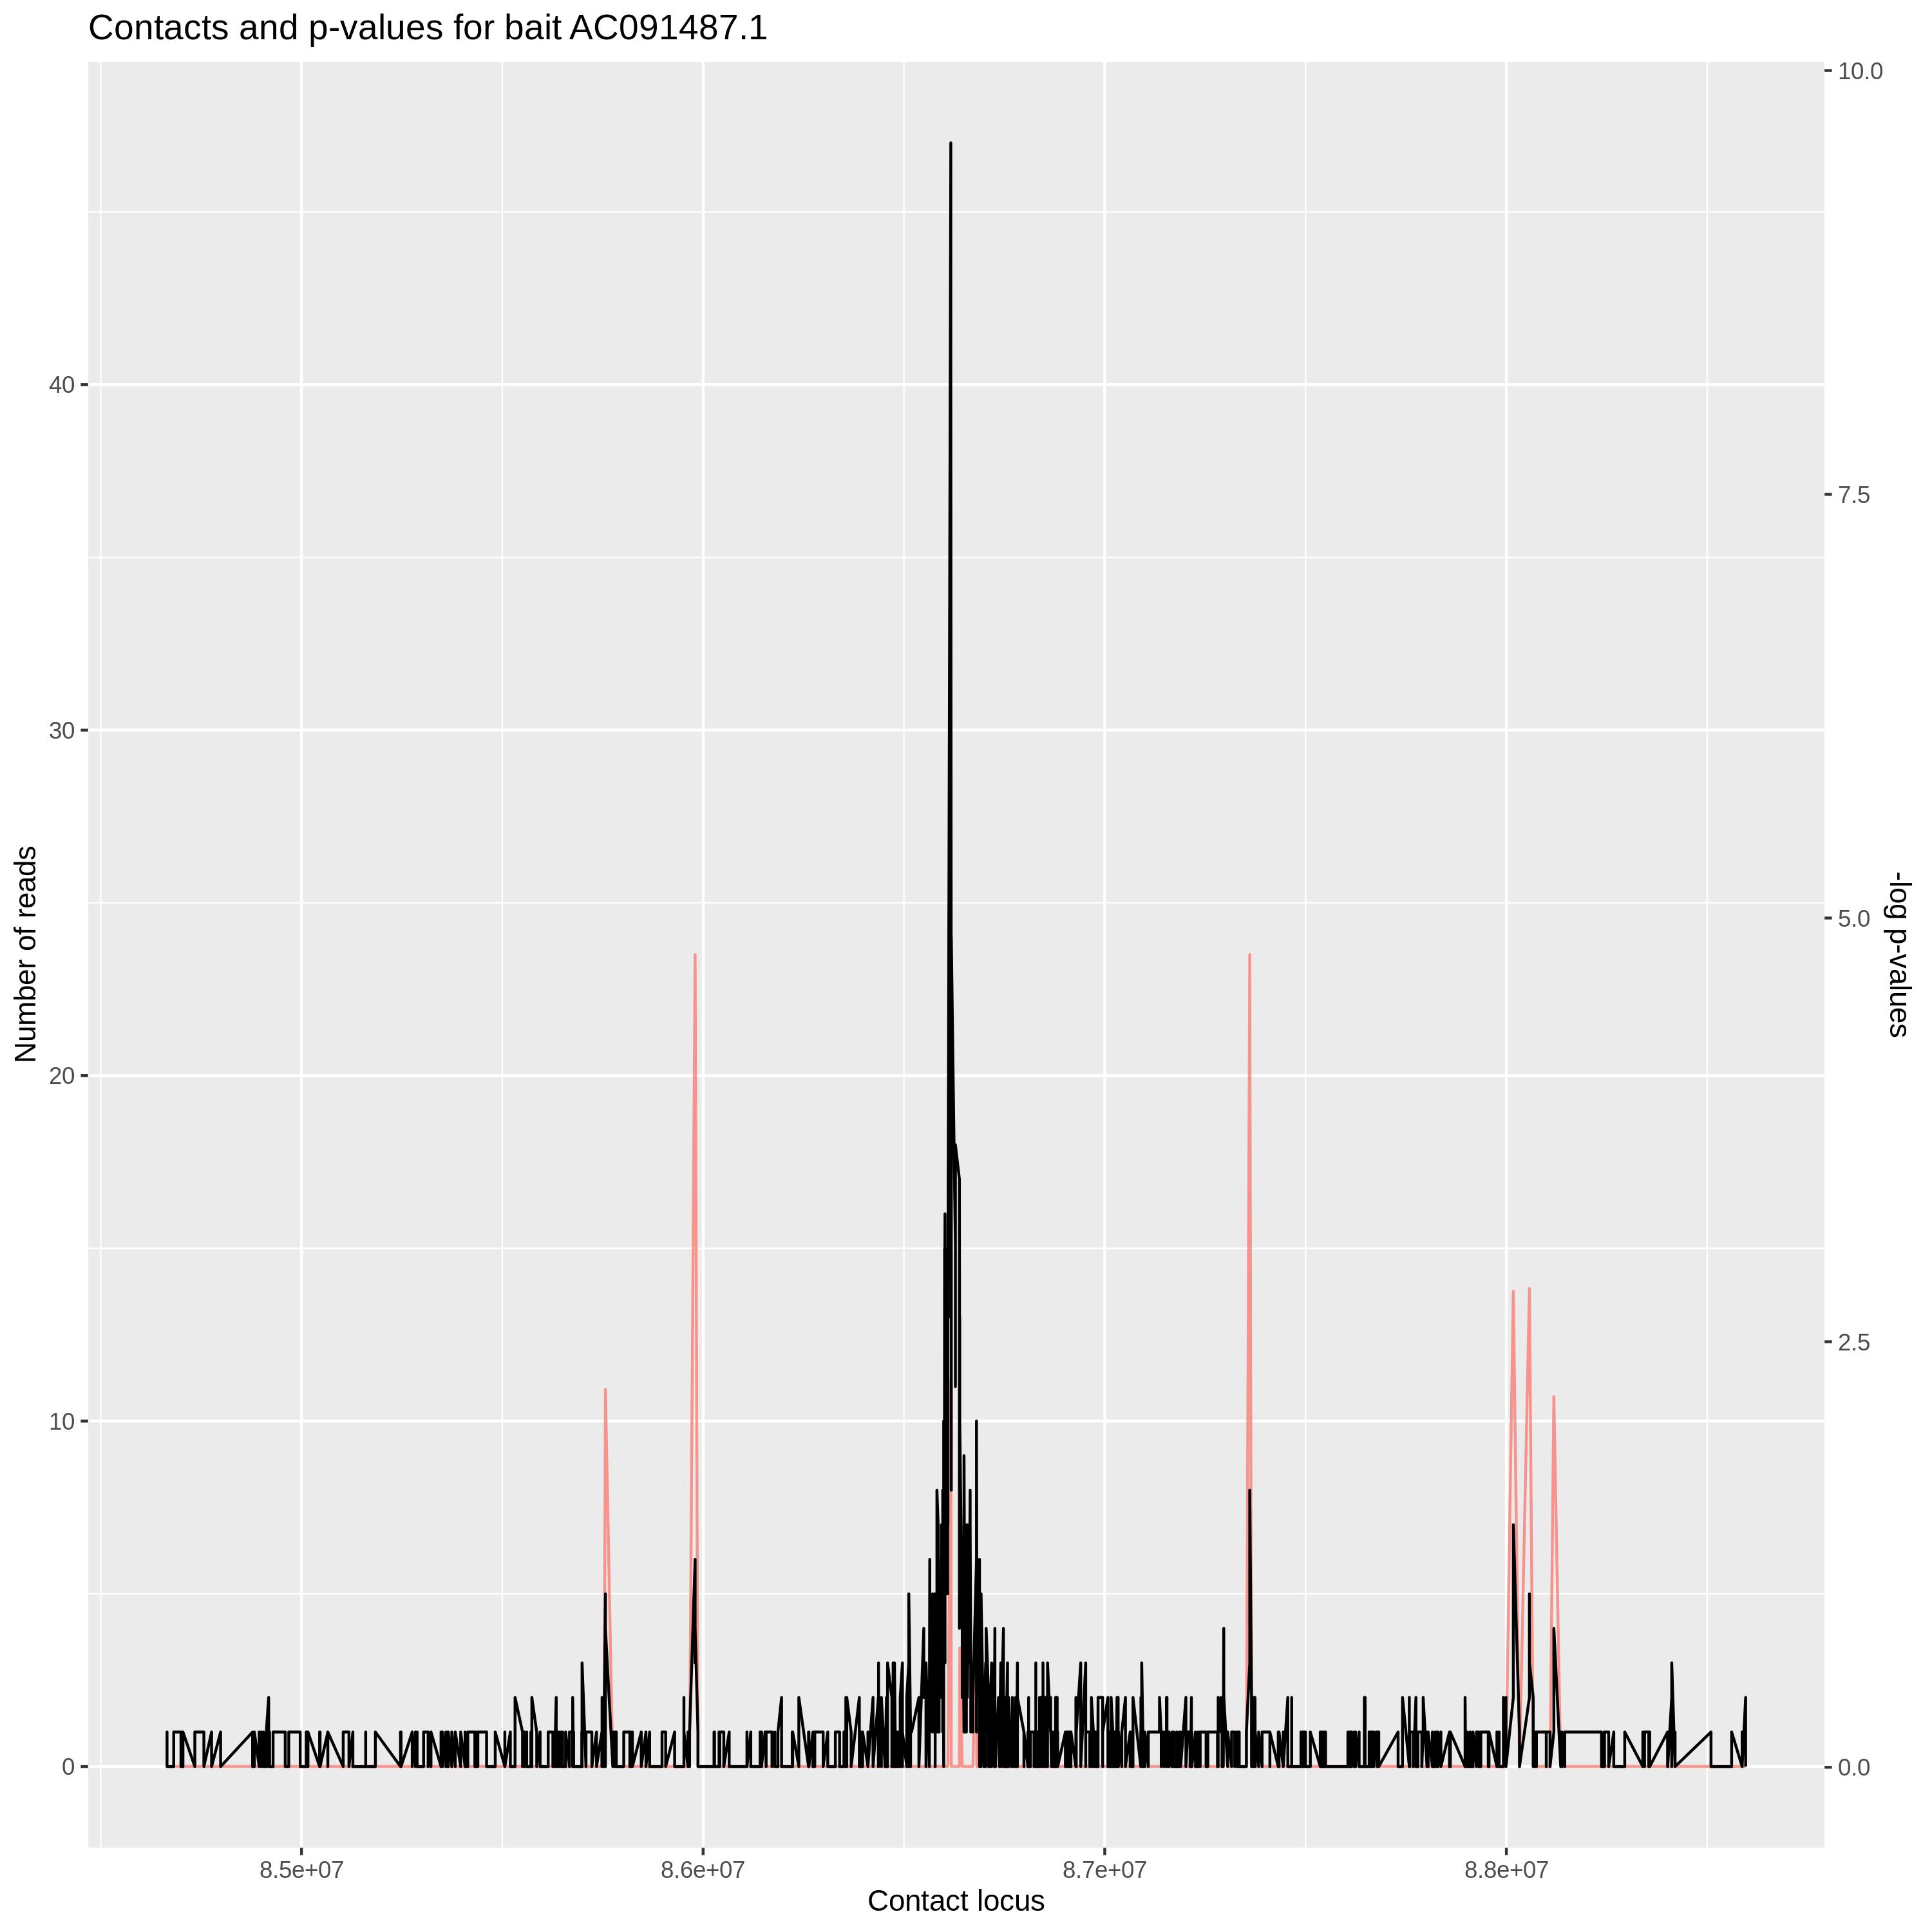 Contacts and p-values for bait AC091487.1
Number of reads
40
30
20
10
0
10.0
7.5
5.0
2.5
0.0
-log p-values
8.5e+07 8.6e+07 8.7e+07 8.8e+07
Contact locus